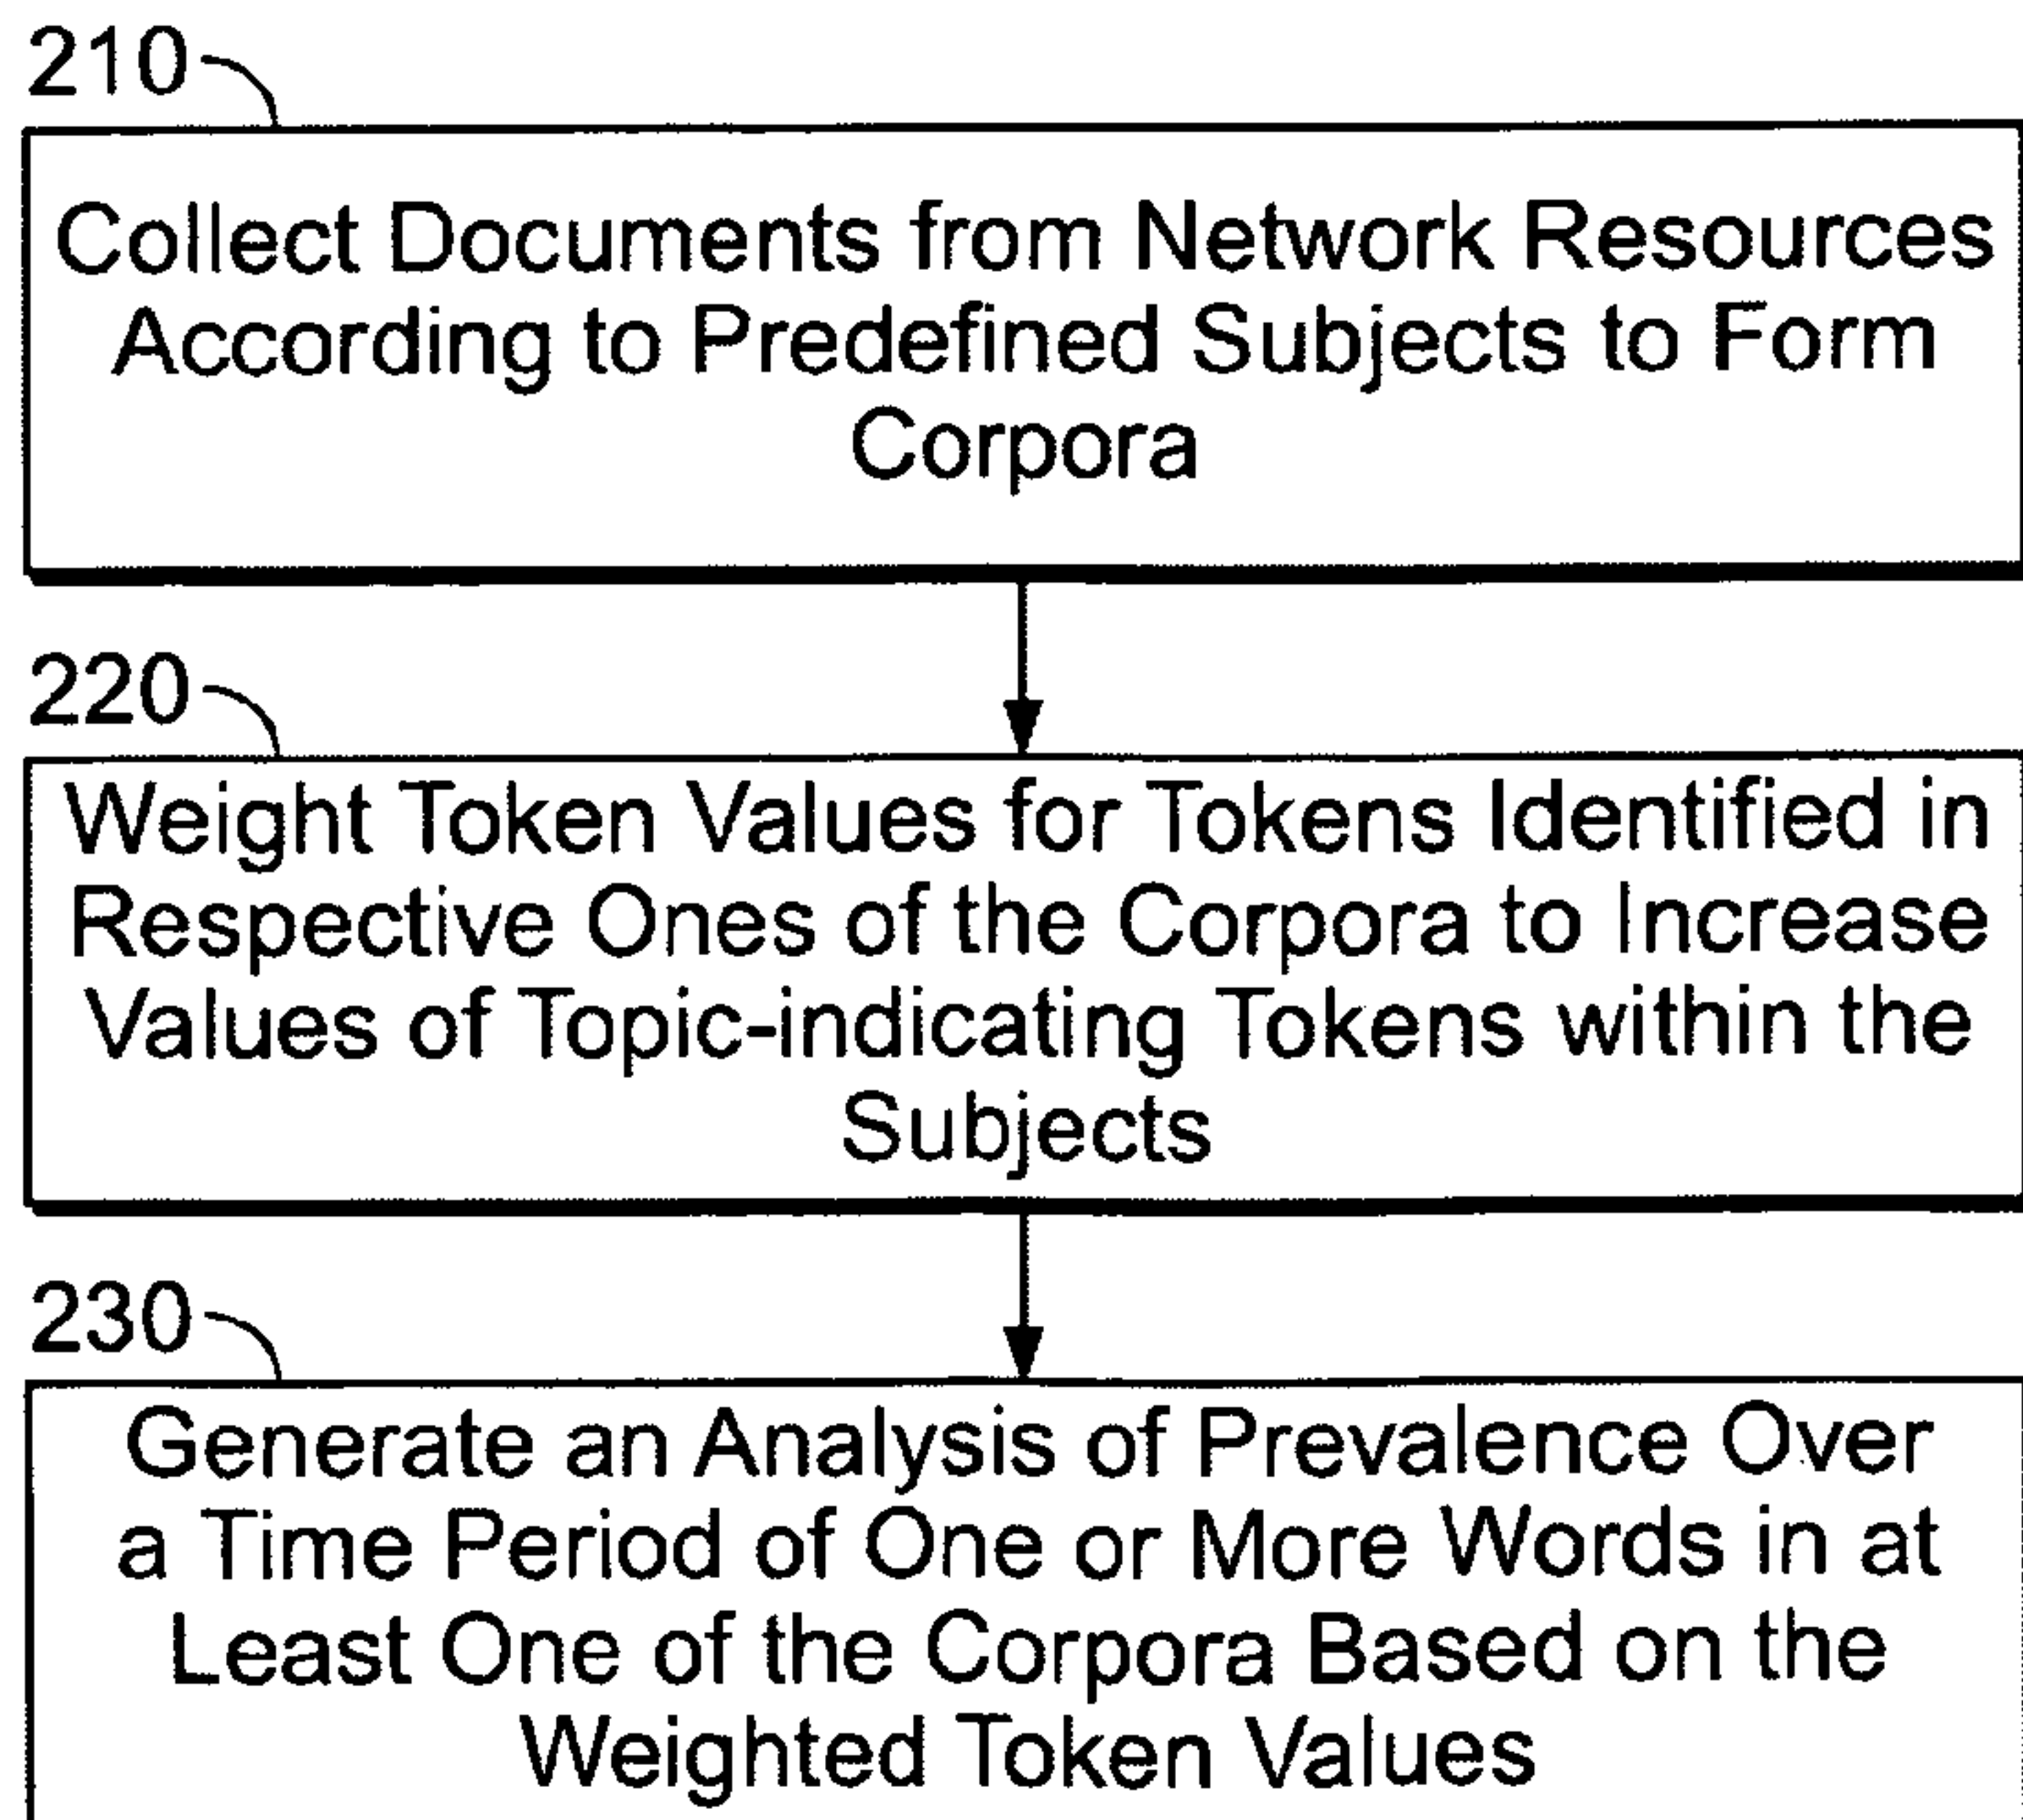 210
Collect Documents from Network Resources
According to Predefined Subjects to Form
Corpora
220
Weight Token Values for Tokens Identified in
Respective Ones of the Corpora to Increase
Values of Topic-indicating Tokens within the
Subjects
230
Generate an Analysis of Prevalence Over
a Time Period of One or More Words in at
Least One of the Corpora Based on the
Weighted Token Values